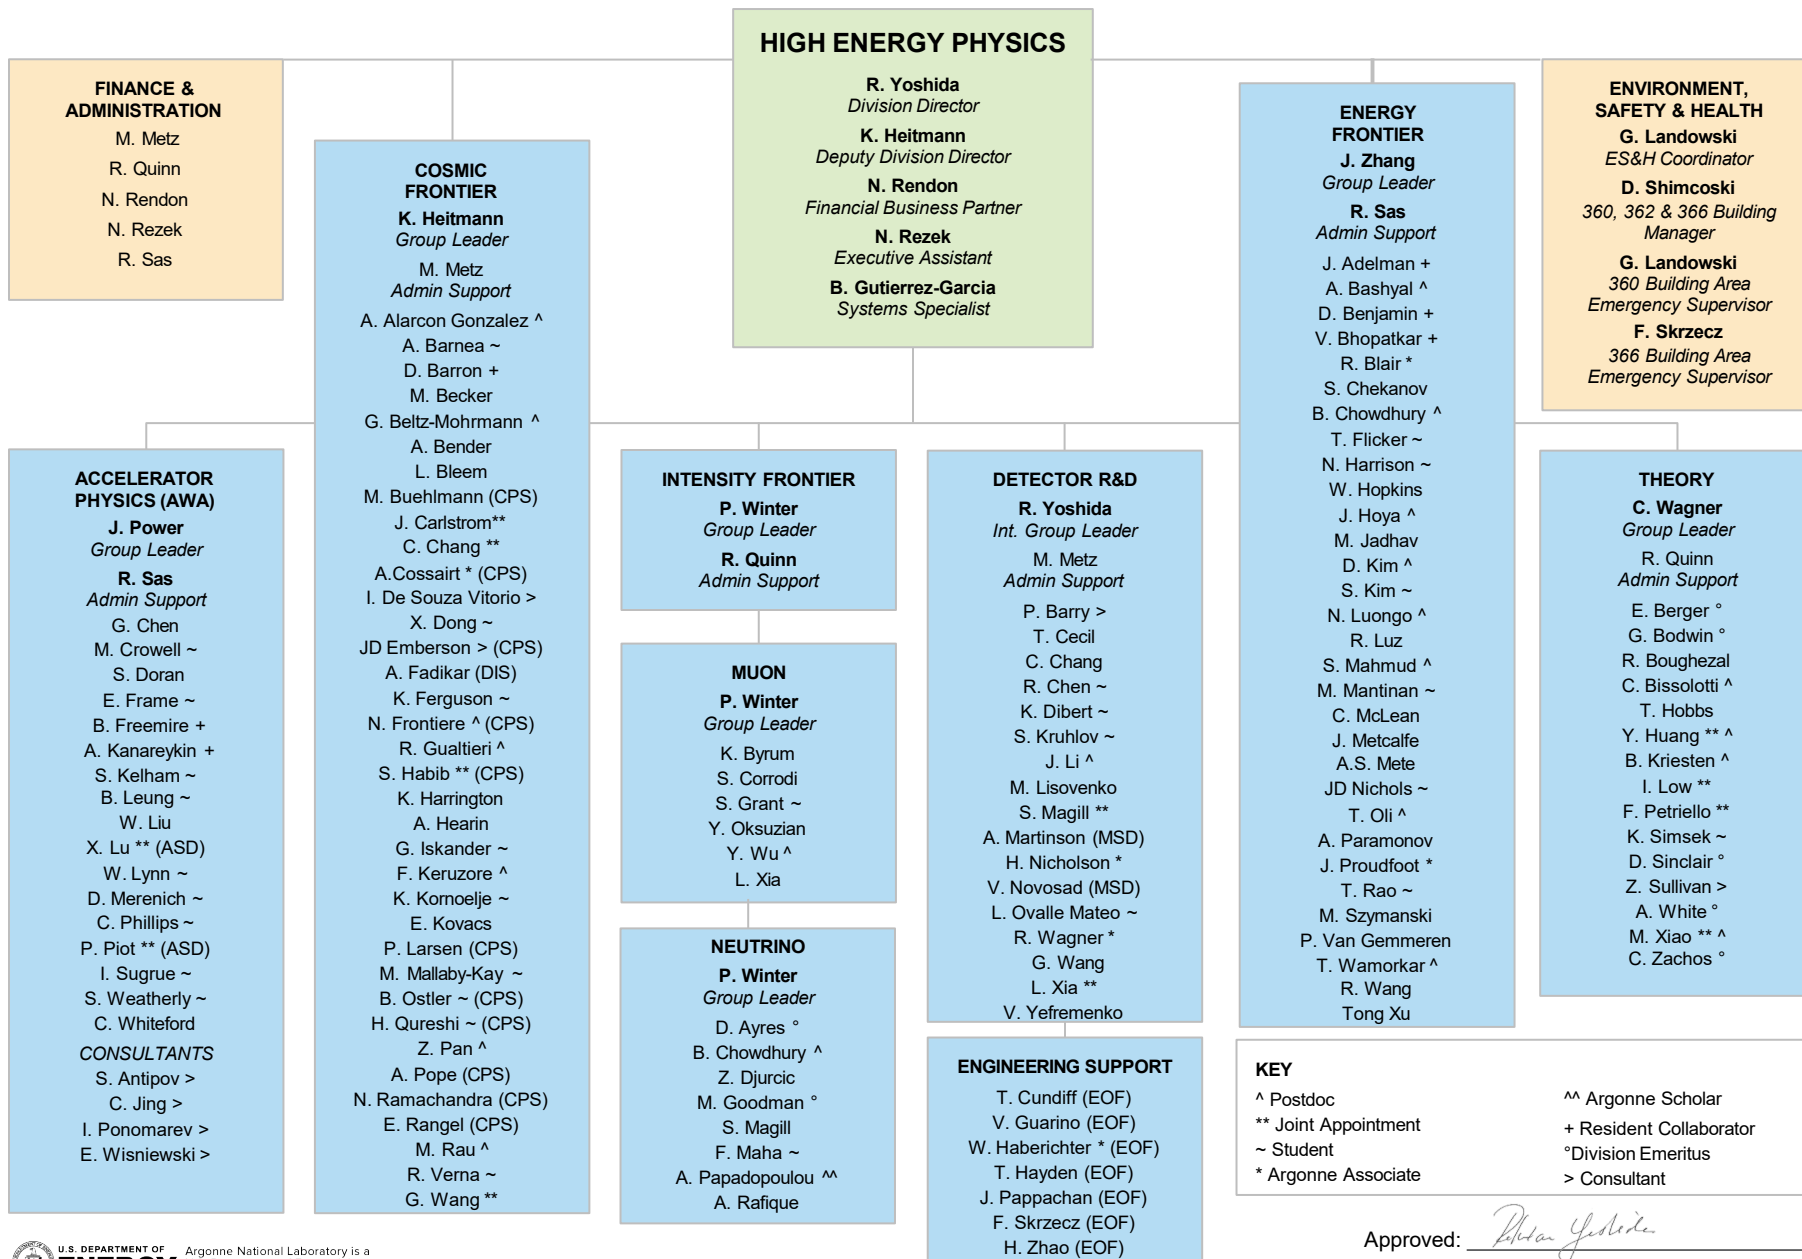 HIGH ENERGY PHYSICS
R. Yoshida
Division Director
K. Heitmann
Deputy Division Director
N. Rendon
Financial Business Partner
N. Rezek
Executive Assistant
B. Gutierrez-Garcia
Systems Specialist
FINANCE &
ADMINISTRATION
M. Metz
R. Quinn
N. Rendon
N. Rezek
R. Sas
COSMIC
FRONTIER
K. Heitmann
Group Leader
M. Metz
Admin Support
A. Alarcon Gonzalez ^
A. Barnea ~
D. Barron +
M. Becker
G. Beltz-Mohrmann ^
A. Bender
L. Bleem
M. Buehlmann (CPS)
J. Carlstrom**
C. Chang **
A.Cossairt * (CPS)
I. De Souza Vitorio >
X. Dong ~
JD Emberson > (CPS)
A. Fadikar (DIS)
K. Ferguson ~
N. Frontiere ^ (CPS)
R. Gualtieri ^
S. Habib ** (CPS)
K. Harrington
A. Hearin
G. Iskander ~
F. Keruzore ^
K. Kornoelje ~
E. Kovacs
P. Larsen (CPS)
M. Mallaby-Kay ~
B. Ostler ~ (CPS)
H. Qureshi ~ (CPS)
Z. Pan ^
A. Pope (CPS)
N. Ramachandra (CPS)
E. Rangel (CPS)
M. Rau ^
R. Verna ~
G. Wang **
ENERGY
FRONTIER
J. Zhang
Group Leader
R. Sas
Admin Support
J. Adelman +
A. Bashyal ^
D. Benjamin +
V. Bhopatkar +
R. Blair *
S. Chekanov
B. Chowdhury ^
T. Flicker ~
N. Harrison ~
W. Hopkins
J. Hoya ^
M. Jadhav
D. Kim ^
S. Kim ~
N. Luongo ^
R. Luz
S. Mahmud ^
M. Mantinan ~
C. McLean
J. Metcalfe
A.S. Mete
JD Nichols ~
T. Oli ^
A. Paramonov
J. Proudfoot *
T. Rao ~
M. Szymanski
P. Van Gemmeren
T. Wamorkar ^
R. Wang
Tong Xu
ENVIRONMENT,
SAFETY & HEALTH
G. Landowski
ES&H Coordinator
D. Shimcoski
360, 362 & 366 Building
Manager
G. Landowski
360 Building Area
Emergency Supervisor
F. Skrzecz
366 Building Area
Emergency Supervisor
ACCELERATOR
PHYSICS (AWA)
J. Power
Group Leader
R. Sas
Admin Support
G. Chen
M. Crowell ~
S. Doran
E. Frame ~
B. Freemire +
A. Kanareykin +
S. Kelham ~
B. Leung ~
W. Liu
X. Lu ** (ASD)
W. Lynn ~
D. Merenich ~
C. Phillips ~
P. Piot ** (ASD)
I. Sugrue ~
S. Weatherly ~
C. Whiteford
CONSULTANTS
S. Antipov >
C. Jing >
I. Ponomarev >
E. Wisniewski >
INTENSITY FRONTIER
P. Winter
Group Leader
R. Quinn
Admin Support
MUON
P. Winter
Group Leader
K. Byrum
S. Corrodi
S. Grant ~
Y. Oksuzian
Y. Wu ^
L. Xia
NEUTRINO
P. Winter
Group Leader
D. Ayres °
B. Chowdhury ^
Z. Djurcic
M. Goodman °
S. Magill
F. Maha ~
A. Papadopoulou ^^
A. Rafique
DETECTOR R&D
R. Yoshida
Int. Group Leader
M. Metz
Admin Support
P. Barry >
T. Cecil
C. Chang
R. Chen ~
K. Dibert ~
S. Kruhlov ~
J. Li ^
M. Lisovenko
S. Magill **
A. Martinson (MSD)
H. Nicholson *
V. Novosad (MSD)
L. Ovalle Mateo ~
R. Wagner *
G. Wang
L. Xia **
V. Yefremenko
ENGINEERING SUPPORT
T. Cundiff (EOF)
V. Guarino (EOF)
W. Haberichter * (EOF)
T. Hayden (EOF)
J. Pappachan (EOF)
F. Skrzecz (EOF)
H. Zhao (EOF)
THEORY
C. Wagner
Group Leader
R. Quinn
Admin Support
E. Berger °
G. Bodwin °
R. Boughezal
C. Bissolotti ^
T. Hobbs
Y. Huang ** ^
B. Kriesten ^
I. Low **
F. Petriello **
K. Simsek ~
D. Sinclair °
Z. Sullivan >
A. White °
M. Xiao ** ^
C. Zachos °
KEY
^ Postdoc
** Joint Appointment
~ Student
* Argonne Associate
^^ Argonne Scholar
+ Resident Collaborator
°Division Emeritus
> Consultant
U.S. DEPARTMENT OF
ENERGY
Argonne National Laboratory is a
Approved: